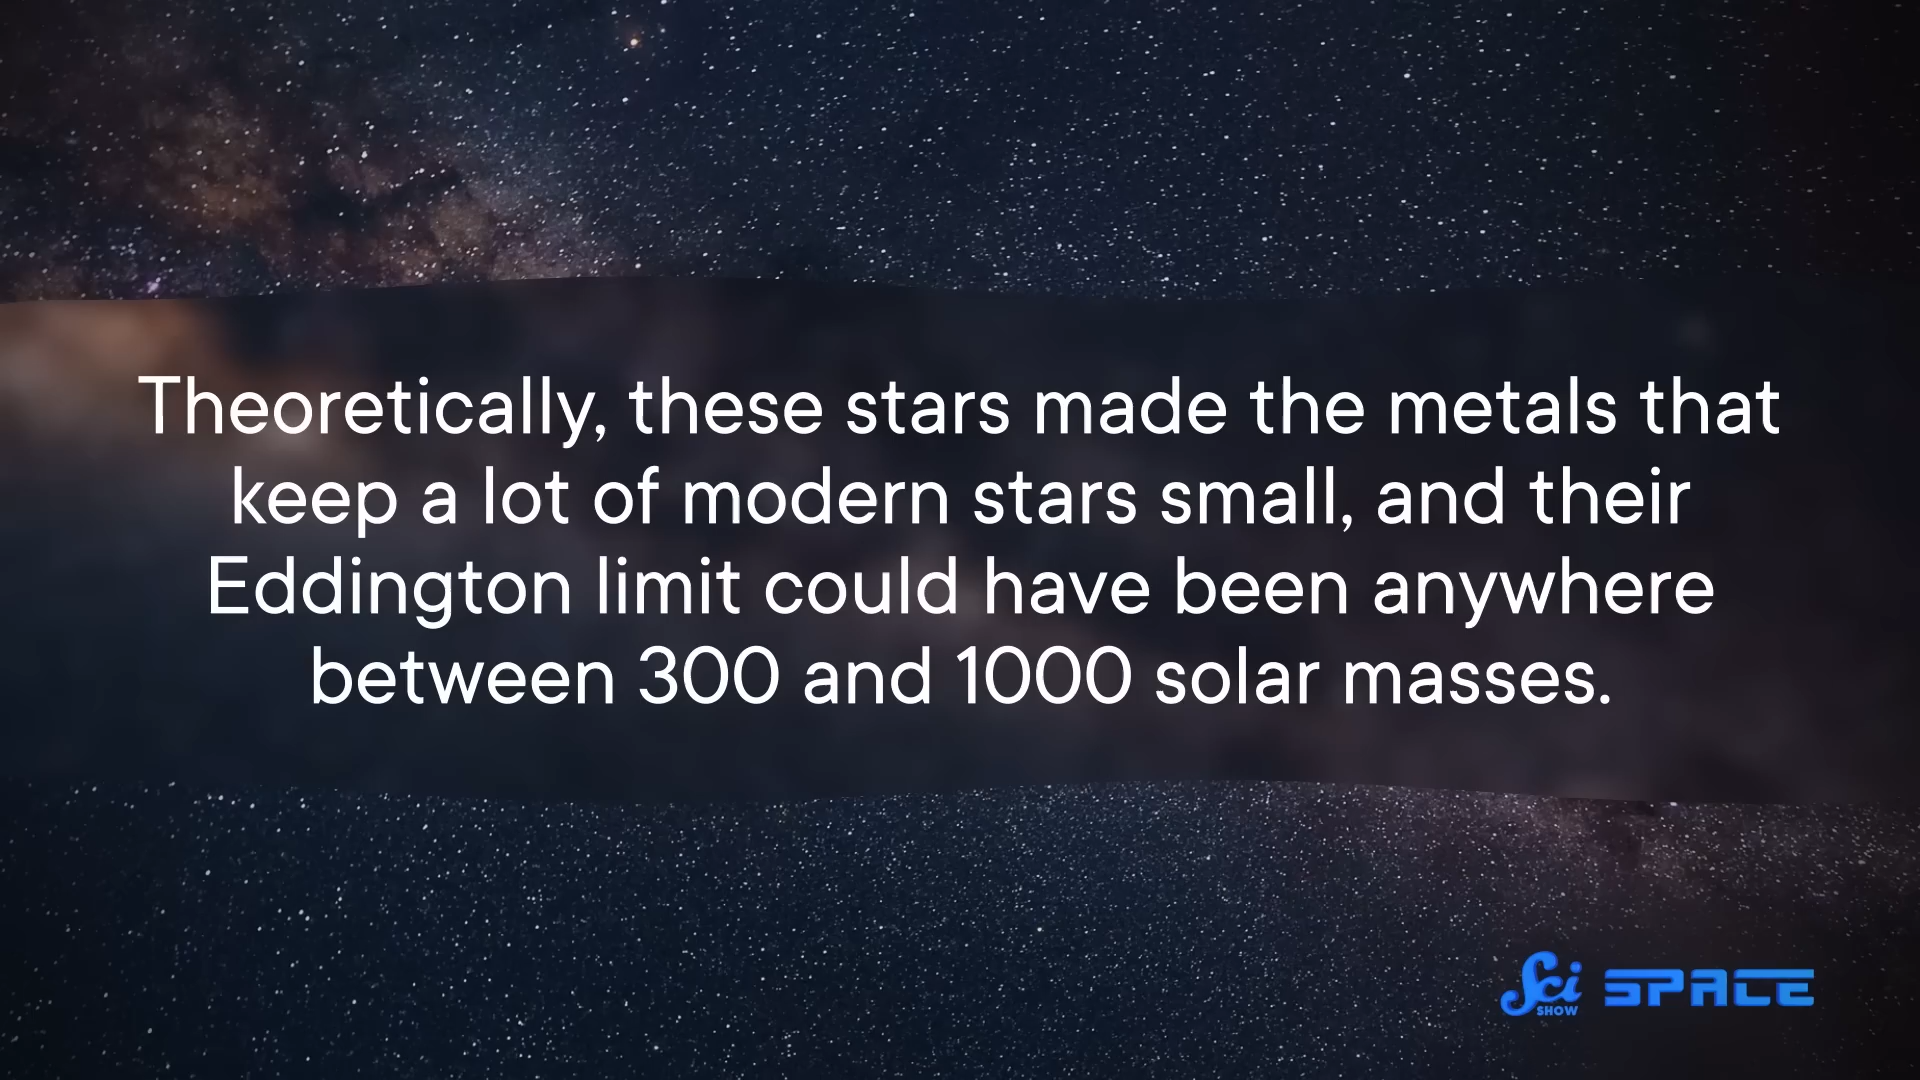 Theoretically, these stars made the metals that
keep a lot of modern stars small, and their
Eddington limit could have been anywhere
between 300 and 1000 solar masses.
Sci SHOW SPACE